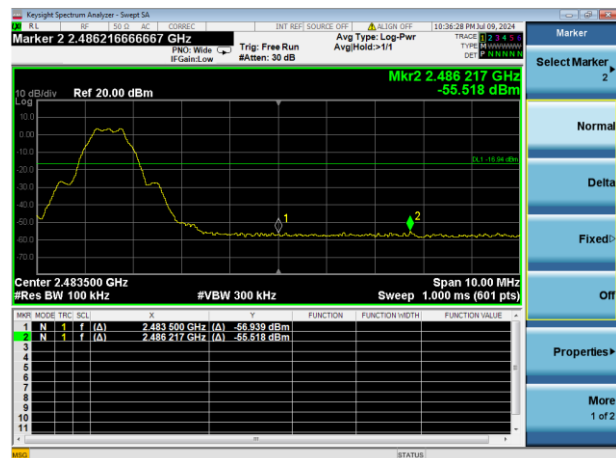 Keysight Spectrum Analyzer - Swept SA
RL RF 50 Ω AC CORREC INT REF SOURCE OFF ALIGN OFF 10:36:28 PM Jul 09, 2024
Marker 2 2.486216666667 GHz
PNO: Wide
IFGain:Low
Trig: Free Run
#Atten: 30 dB
Avg Type: Log-Pwr
Avg|Hold:>1/1
TRACE 1 2 3 4 5 6
TYPE M W W W W W
DET P N N N N N
Mkr2 2.486 217 GHz
-55.518 dBm
10 dB/div Ref 20.00 dBm
Log
10.0
0.00
-10.0
-20.0
-30.0
-40.0
-50.0
-60.0
-70.0
DL1 -16.94 dBm
1
2
Center 2.483500 GHz Span 10.00 MHz
#Res BW 100 kHz #VBW 300 kHz Sweep 1.000 ms (601 pts)
MKR MODE TRC SCL X Y FUNCTION FUNCTION WIDTH FUNCTION VALUE
1 N 1 f (Δ) 2.483 500 GHz (Δ) -56.939 dBm
2 N 1 f (Δ) 2.486 217 GHz (Δ) -55.518 dBm
3
4
5
6
7
8
9
10
11
MSG STATUS
Marker
Select Marker
2
Normal
Delta
Fixed
Off
Properties
More
1 of 2